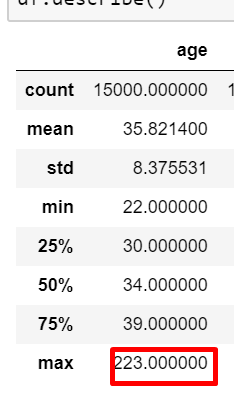 df.describe()
age
count 15000.000000 1
mean 35.821400
std 8.375531
min 22.000000
25% 30.000000
50% 34.000000
75% 39.000000
max 223.000000